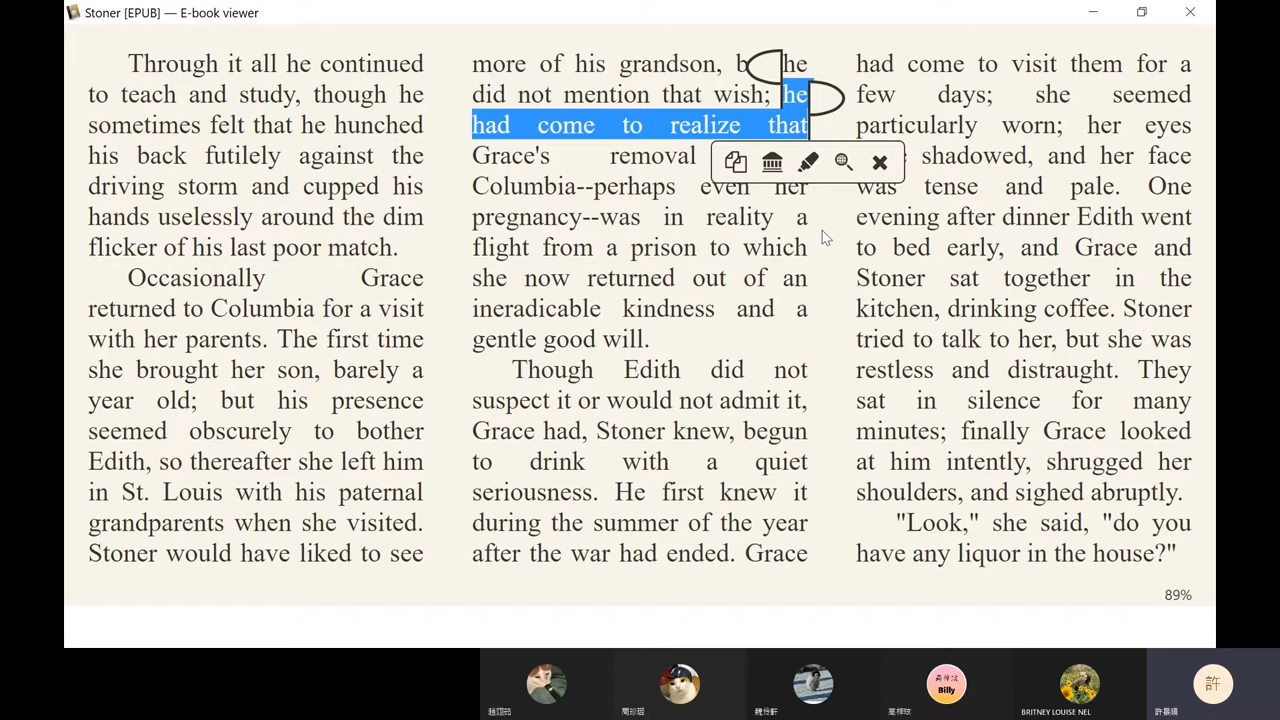 Stoner [EPUB] — E-book viewer
Through it all he continued
to teach and study, though he
sometimes felt that he hunched
his back futilely against the
driving storm and cupped his
hands uselessly around the dim
flicker of his last poor match.
Occasionally Grace
returned to Columbia for a visit
with her parents. The first time
she brought her son, barely a
year old; but his presence
seemed obscurely to bother
Edith, so thereafter she left him
in St. Louis with his paternal
grandparents when she visited.
Stoner would have liked to see
more of his grandson, b he
did not mention that wish; he
had come to realize that
Grace's removal
Columbia--perhaps even her
pregnancy--was in reality a
flight from a prison to which
she now returned out of an
ineradicable kindness and a
gentle good will.
Though Edith did not
suspect it or would not admit it,
Grace had, Stoner knew, begun
to drink with a quiet
seriousness. He first knew it
during the summer of the year
after the war had ended. Grace
had come to visit them for a
few days; she seemed
particularly worn; her eyes
shadowed, and her face
was tense and pale. One
evening after dinner Edith went
to bed early, and Grace and
Stoner sat together in the
kitchen, drinking coffee. Stoner
tried to talk to her, but she was
restless and distraught. They
sat in silence for many
minutes; finally Grace looked
at him intently, shrugged her
shoulders, and sighed abruptly.
"Look," she said, "do you
have any liquor in the house?"
89%
高梓珍
Billy
許
BRITNEY LOUISE NEL